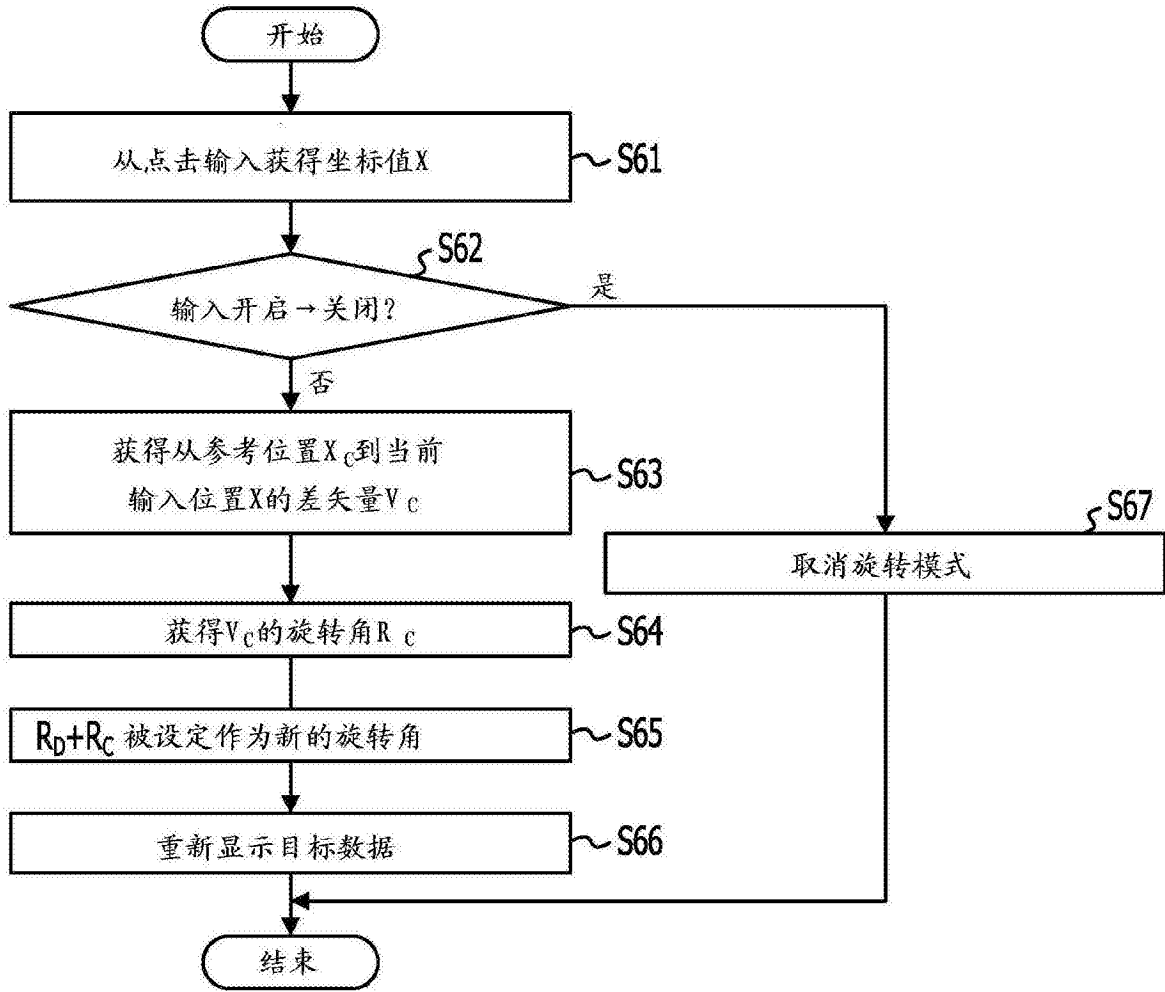 开始
从点击输入获得坐标值X
S61
S62
输入开启→关闭?
是
否
获得从参考位置XC到当前
输入位置X的差矢量VC
S63
S67
取消旋转模式
获得VC的旋转角RC
S64
RD+RC 被设定作为新的旋转角
S65
重新显示目标数据
S66
结束